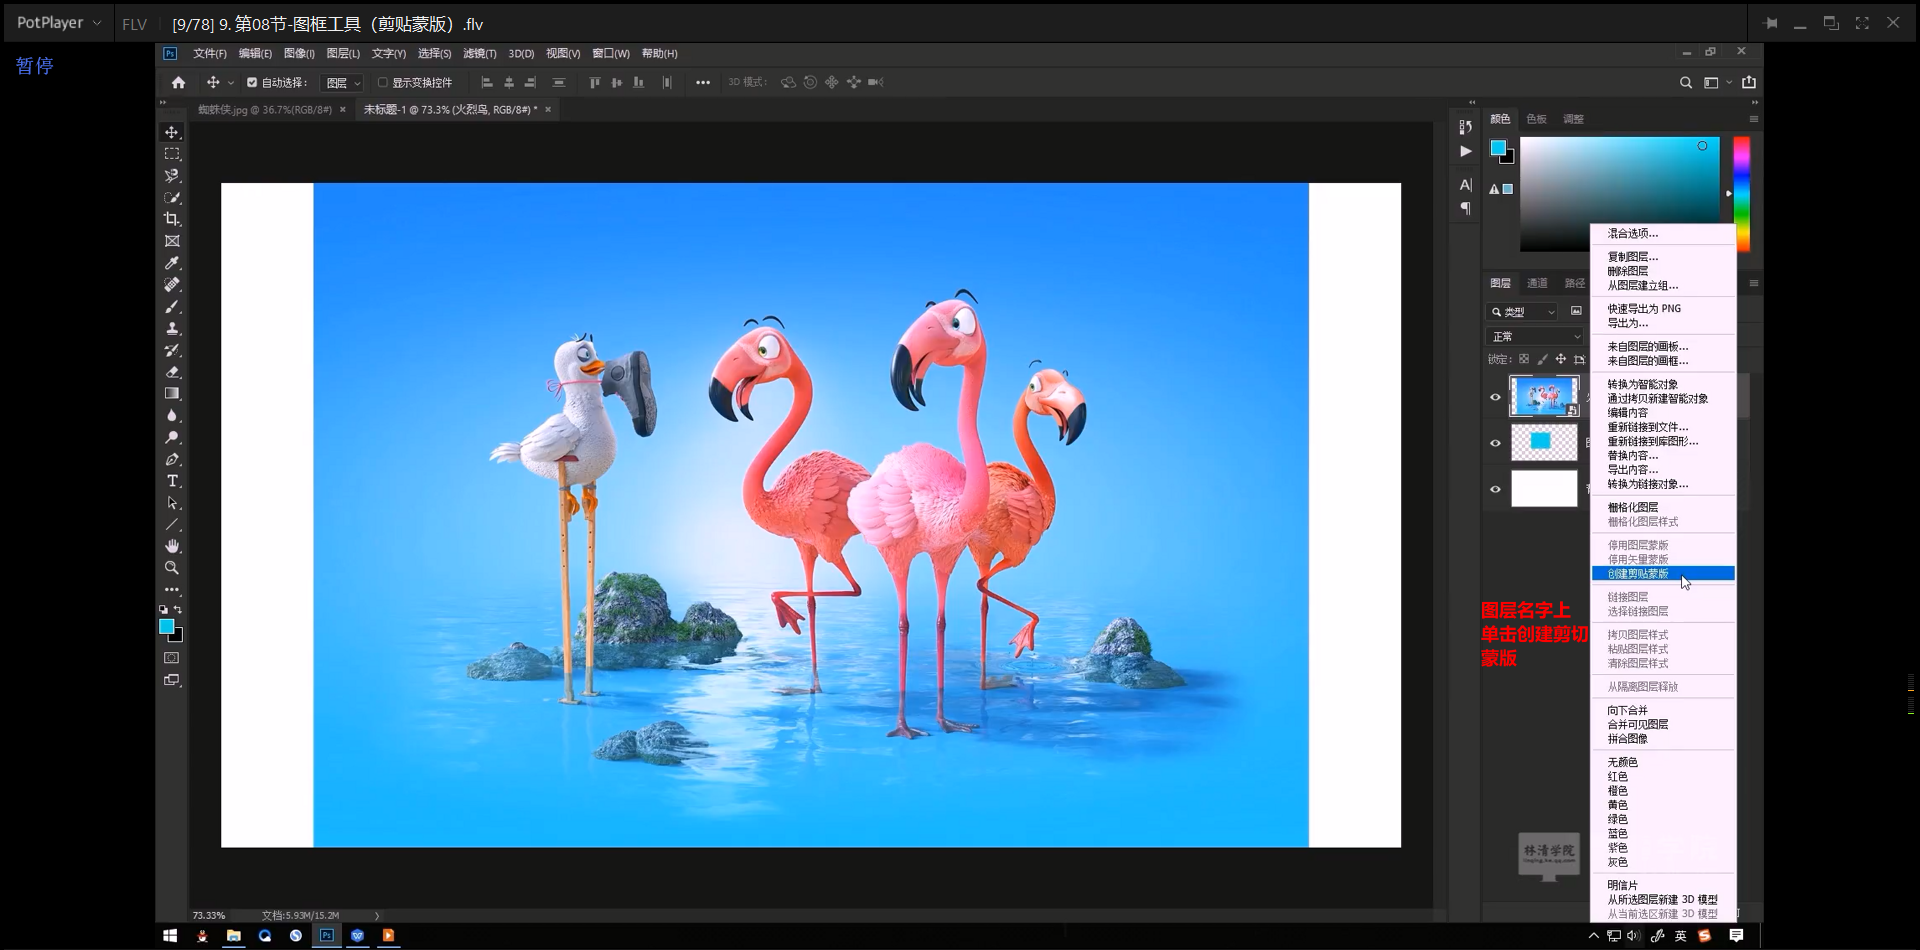 PotPlayer
FLV
[9/78] 9. 第08节-图框工具（剪贴蒙版）.flv
暂停
Ps
文件(F) 编辑(E) 图像(I) 图层(L) 文字(Y) 选择(S) 滤镜(T) 3D(D) 视图(V) 窗口(W) 帮助(H)
自动选择： 图层 显示变换控件 3D 模式：
蜘蛛侠.jpg @ 36.7%(RGB/8#) ×
未标题-1 @ 73.3% (火烈鸟, RGB/8#) * ×
颜色 色板 调整
图层 通道 路径
类型
正常
锁定：
混合选项...
复制图层...
删除图层
从图层建立组...
快速导出为 PNG
导出为...
来自图层的画板...
来自图层的画框...
转换为智能对象
通过拷贝新建智能对象
编辑内容
重新链接到文件...
重新链接到库图形...
替换内容...
导出内容...
转换为链接对象...
栅格化图层
栅格化图层样式
停用图层蒙版
停用矢量蒙版
创建剪贴蒙版
链接图层
选择链接图层
拷贝图层样式
粘贴图层样式
清除图层样式
从隔离图层释放
向下合并
合并可见图层
拼合图像
无颜色
红色
橙色
黄色
绿色
蓝色
紫色
灰色
明信片
从所选图层新建 3D 模型
从当前选区新建 3D 模型
图层名字上
单击创建剪切
蒙版
林清学院
73.33%
文档:5.93M/15.2M
英